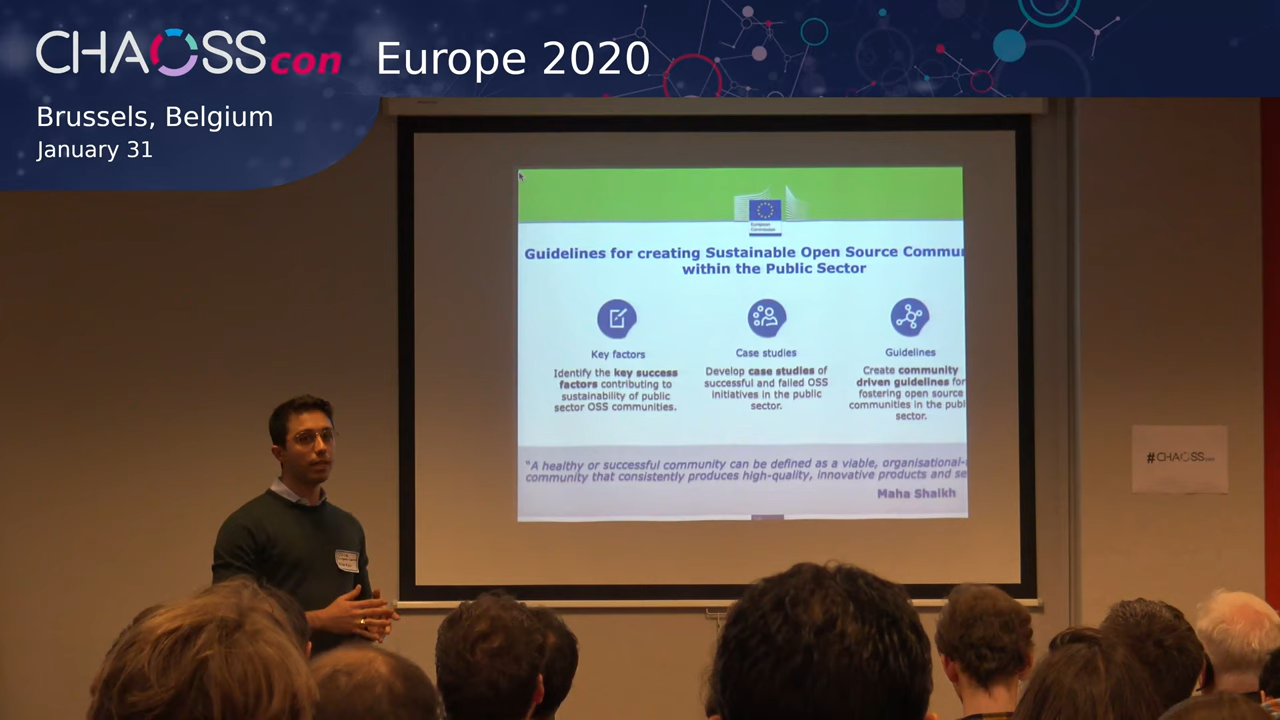 CHAOSScon Europe 2020
Brussels, Belgium
January 31
European
Commission
Guidelines for creating Sustainable Open Source Commun
within the Public Sector
Key factors
Identify the key success
factors contributing to
sustainability of public
sector OSS communities.
Case studies
Develop case studies of
successful and failed OSS
initiatives in the public
sector.
Guidelines
Create community
driven guidelines for
fostering open source
communities in the publ
sector.
"A healthy or successful community can be defined as a viable, organisational-
community that consistently produces high-quality, innovative products and se
Maha Shaikh
#CHAOSScon